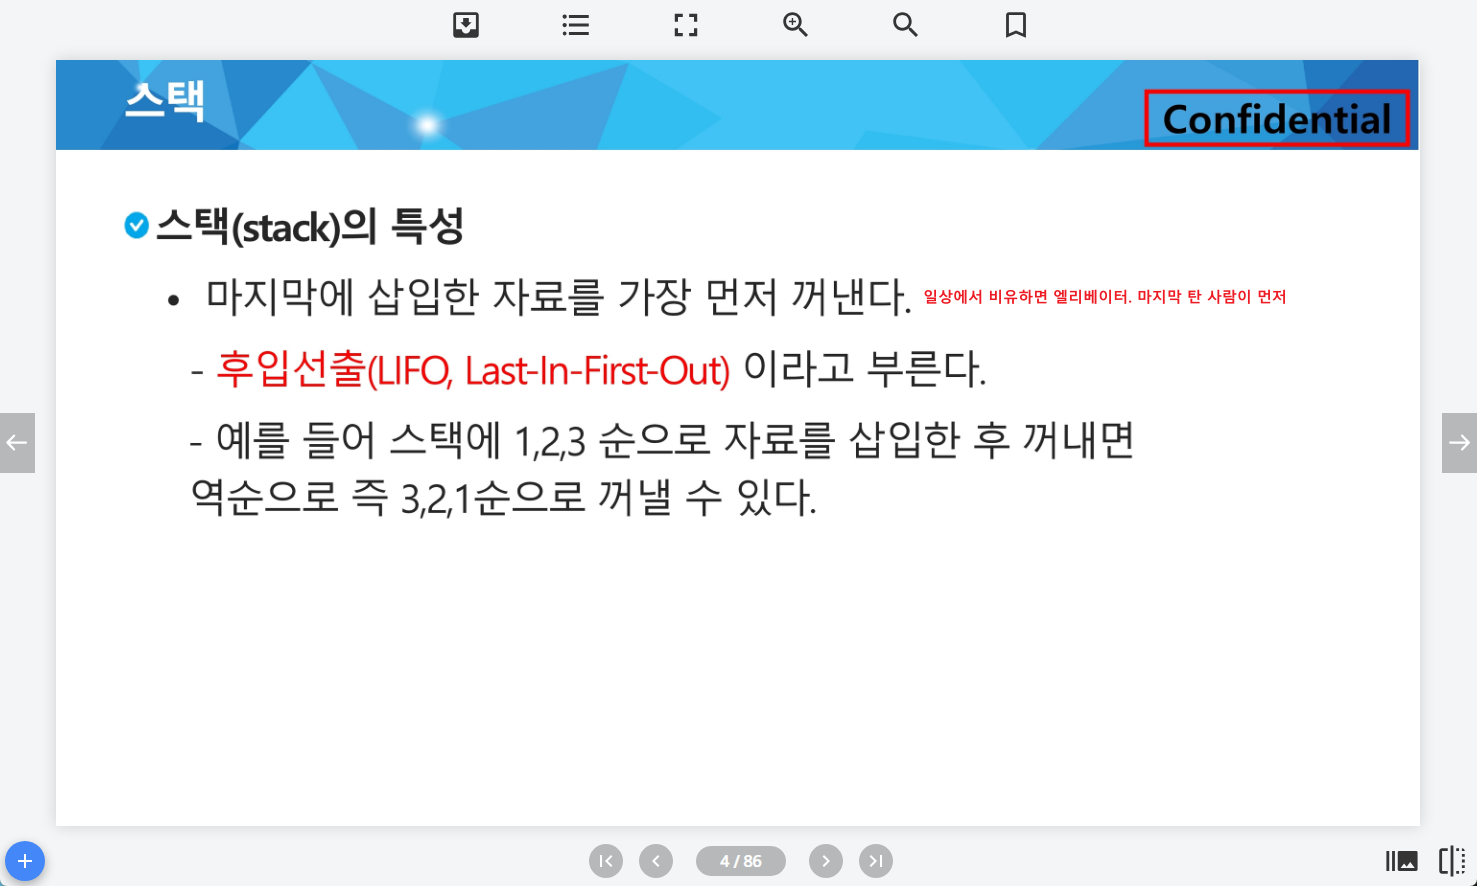 스택
Confidential
스택(stack)의 특성
• 마지막에 삽입한 자료를 가장 먼저 꺼낸다. 일상에서 비유하면 엘리베이터. 마지막 탄 사람이 먼저
- 후입선출(LIFO, Last-In-First-Out) 이라고 부른다.
- 예를 들어 스택에 1,2,3 순으로 자료를 삽입한 후 꺼내면
역순으로 즉 3,2,1순으로 꺼낼 수 있다.
4 / 86